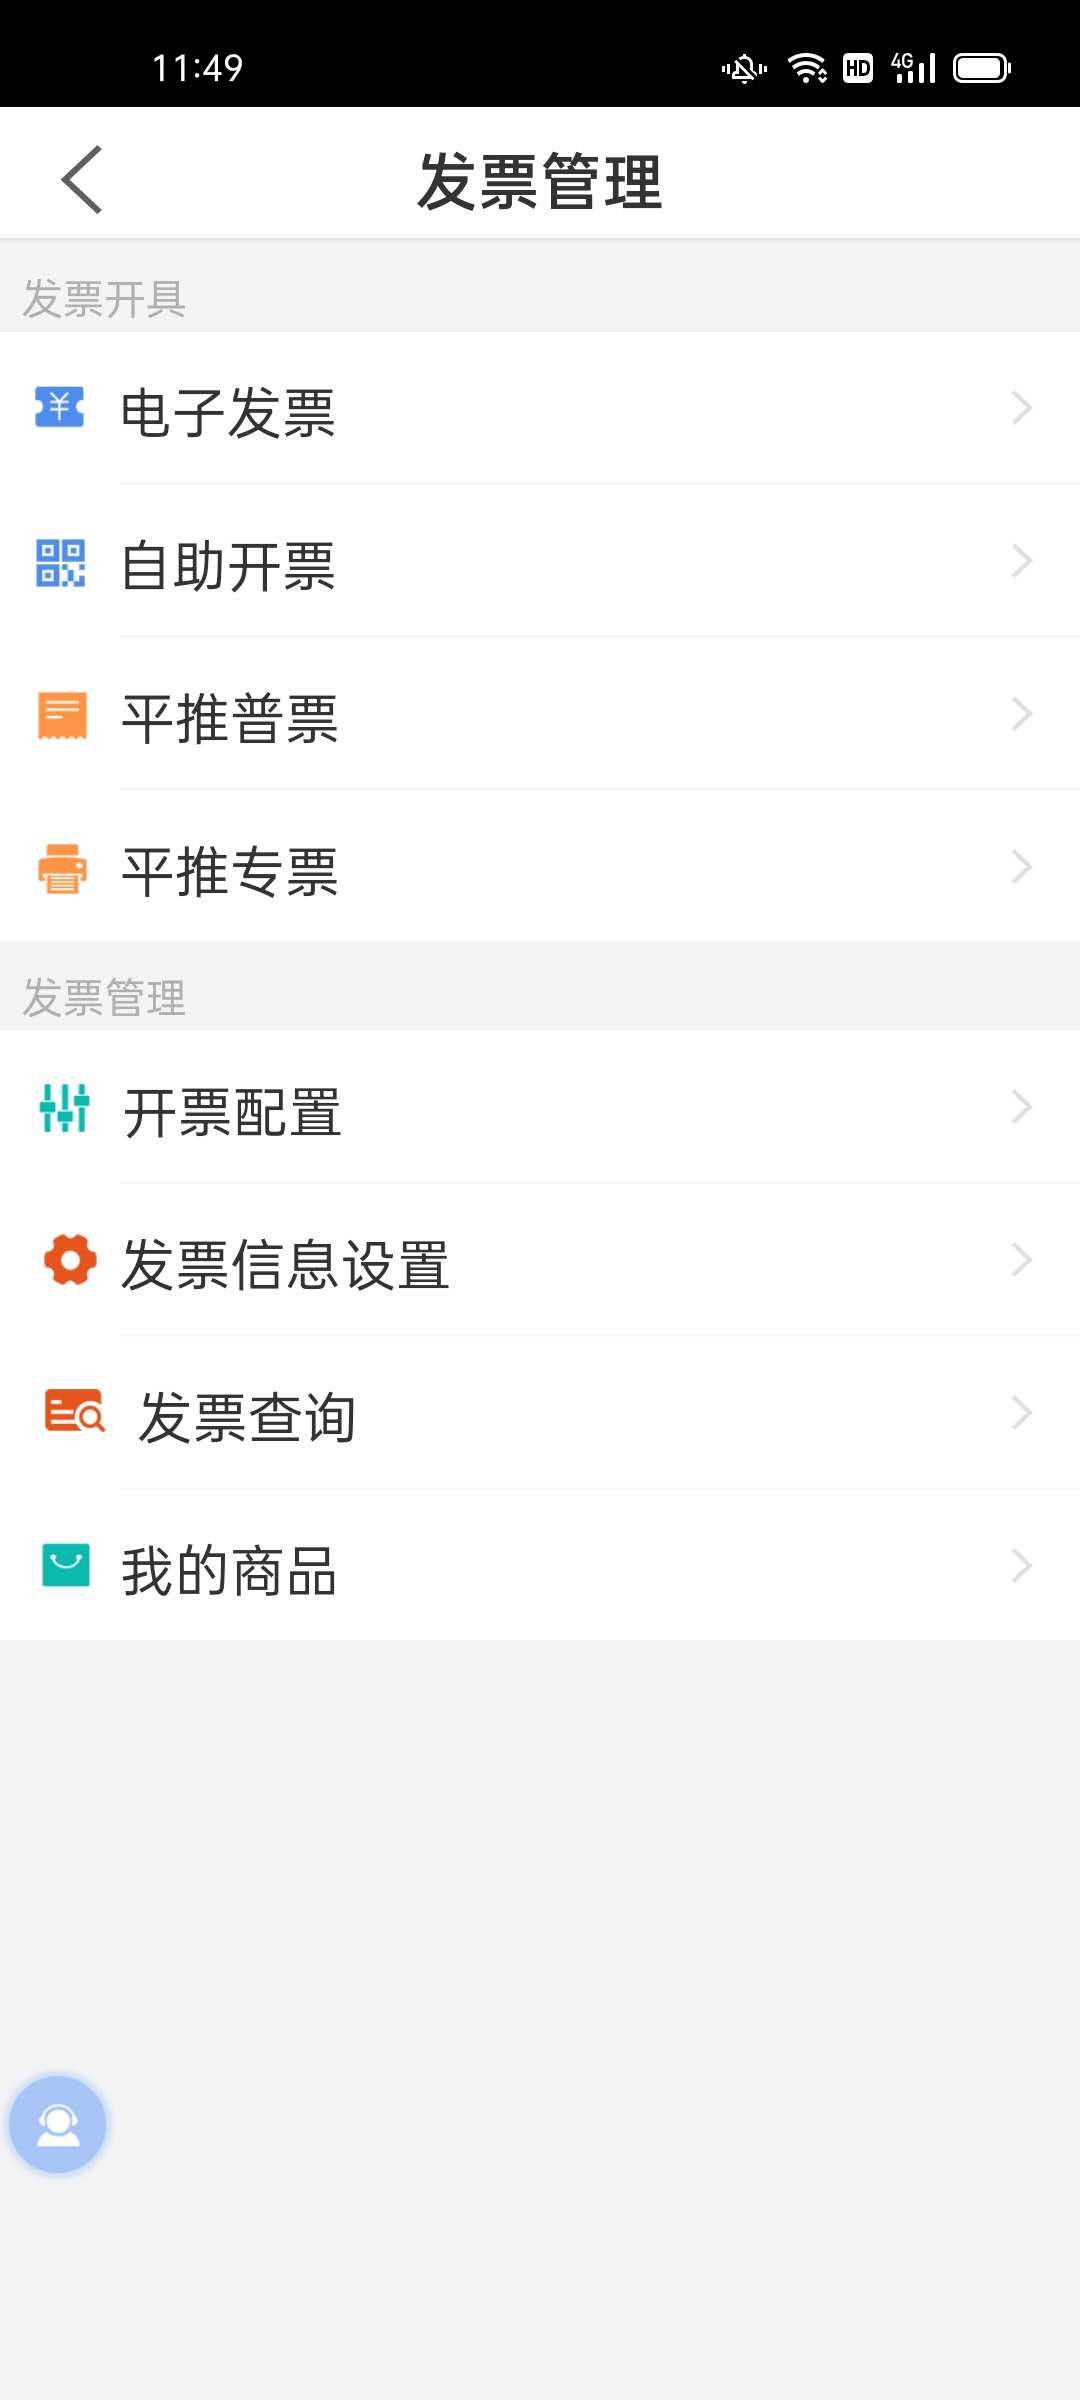 11:49
HD
4G
发票管理
发票开具
电子发票
自助开票
平推普票
平推专票
发票管理
开票配置
发票信息设置
发票查询
我的商品